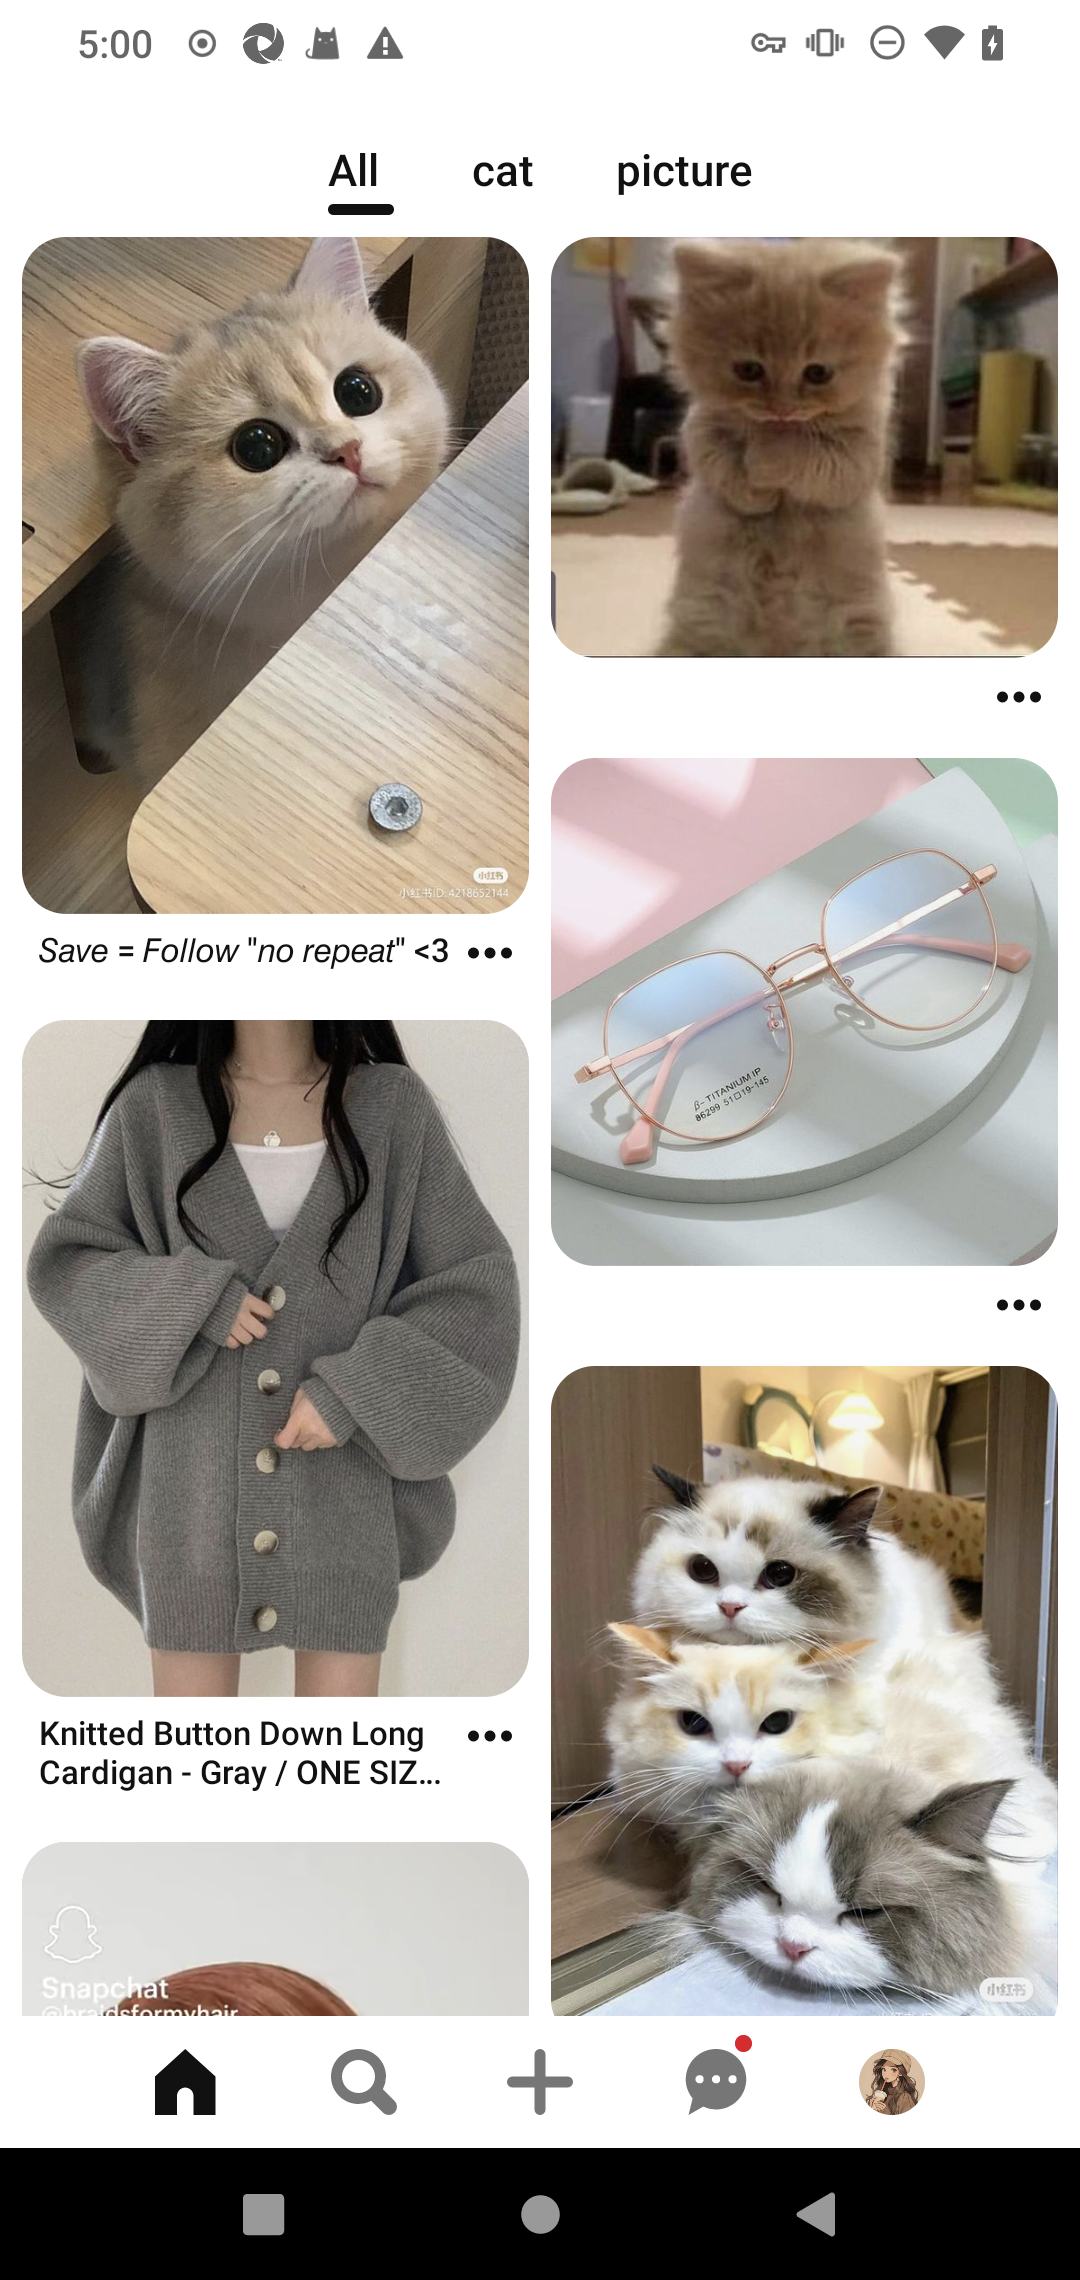 5:00
All cat picture
小红书
小红书ID: 4218652144
Save = Follow "no repeat" <3
β-TITANIUM IP
86299 51□19-145
Knitted Button Down Long
Cardigan - Gray / ONE SIZ...
小红书
Snapchat
@braidsformyhair